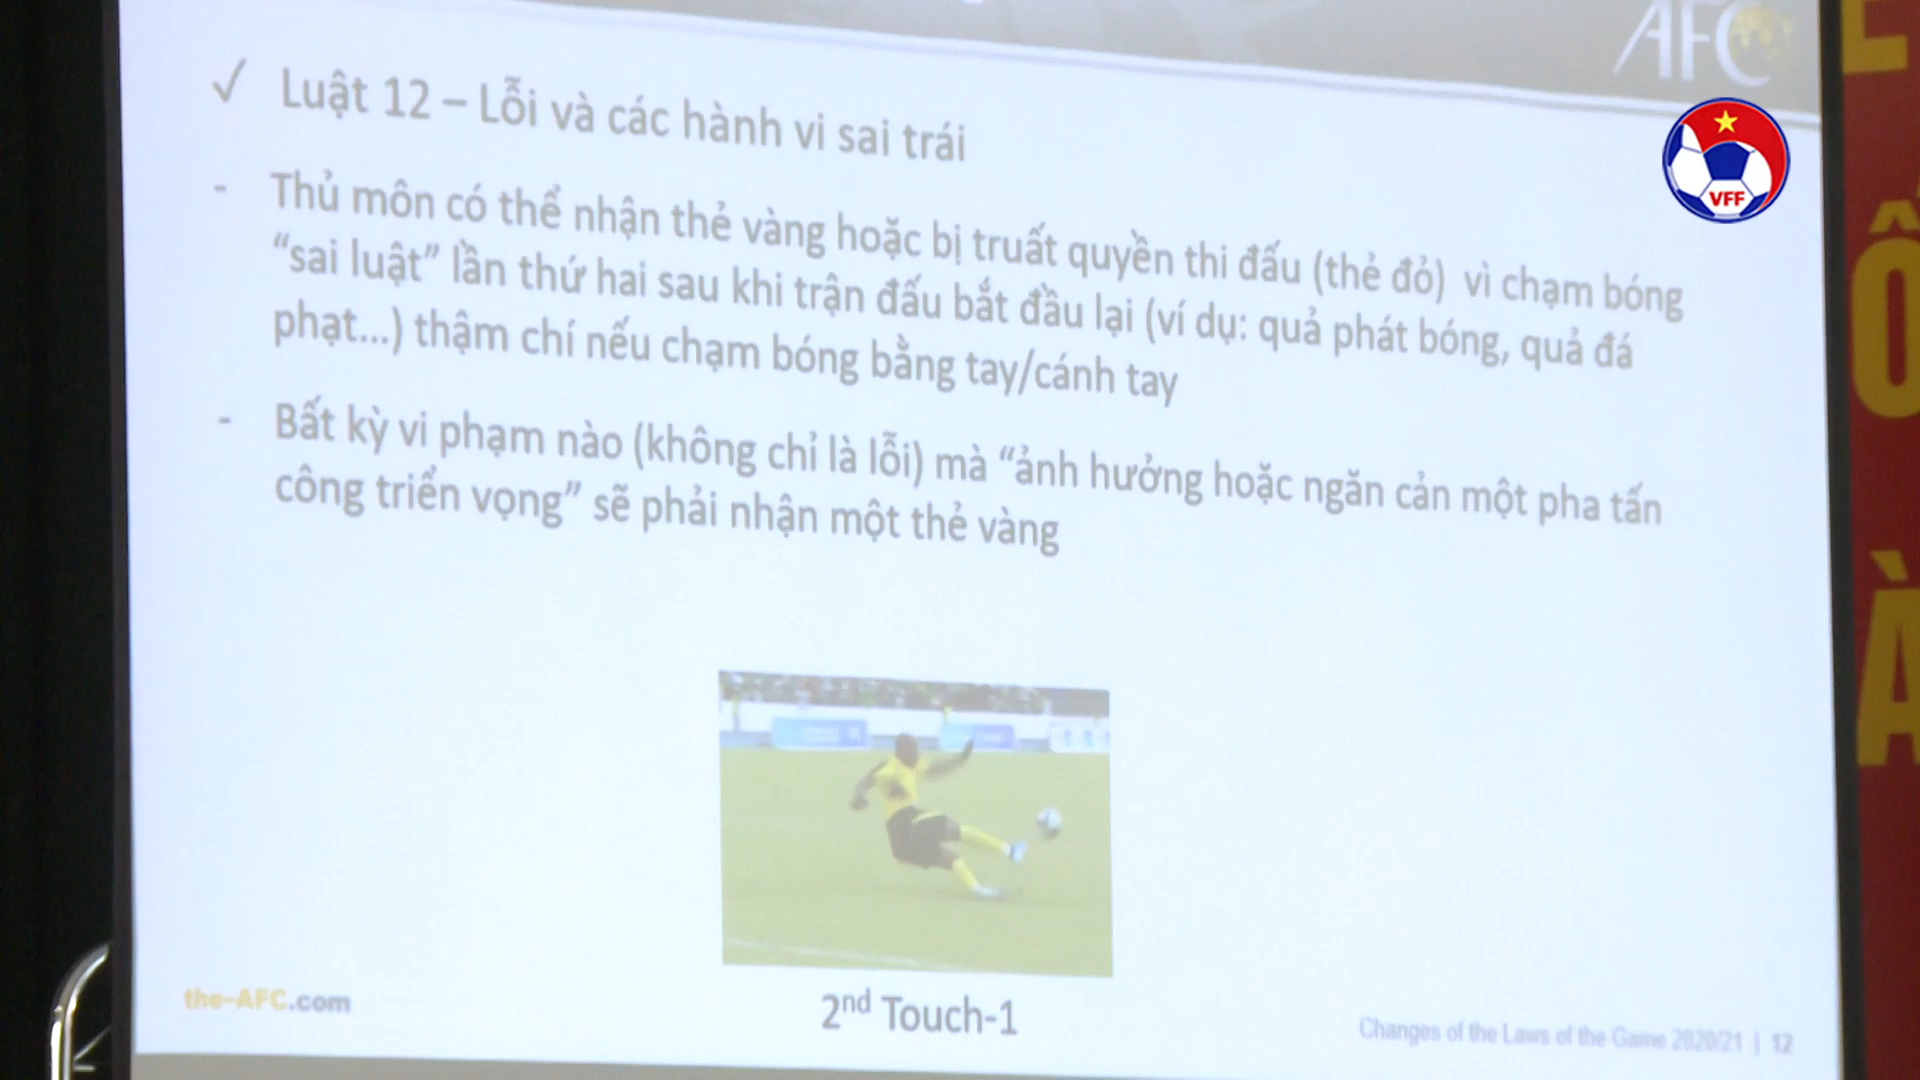 AFC
✓ Luật 12 – Lỗi và các hành vi sai trái
- Thủ môn có thể nhận thẻ vàng hoặc bị truất quyền thi đấu (thẻ đỏ) vì chạm bóng
“sai luật” lần thứ hai sau khi trận đấu bắt đầu lại (ví dụ: quả phát bóng, quả đá
phạt...) thậm chí nếu chạm bóng bằng tay/cánh tay
- Bất kỳ vi phạm nào (không chỉ là lỗi) mà “ảnh hưởng hoặc ngăn cản một pha tấn
công triển vọng” sẽ phải nhận một thẻ vàng
VFF
Ố
À
2nd Touch-1
the-AFC.com
Changes of the Laws of the Game 2020/21 | 12